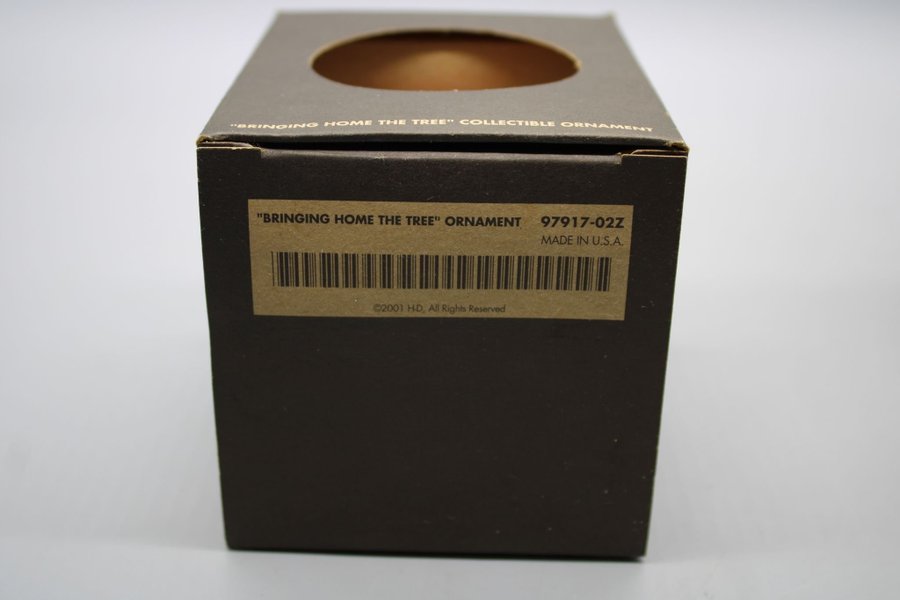 "BRINGING HOME THE TREE" COLLECTIBLE ORNAMENT
"BRINGING HOME THE TREE" ORNAMENT 97917-02Z
MADE IN U.S.A.
©2001 H-D, All Rights Reserved